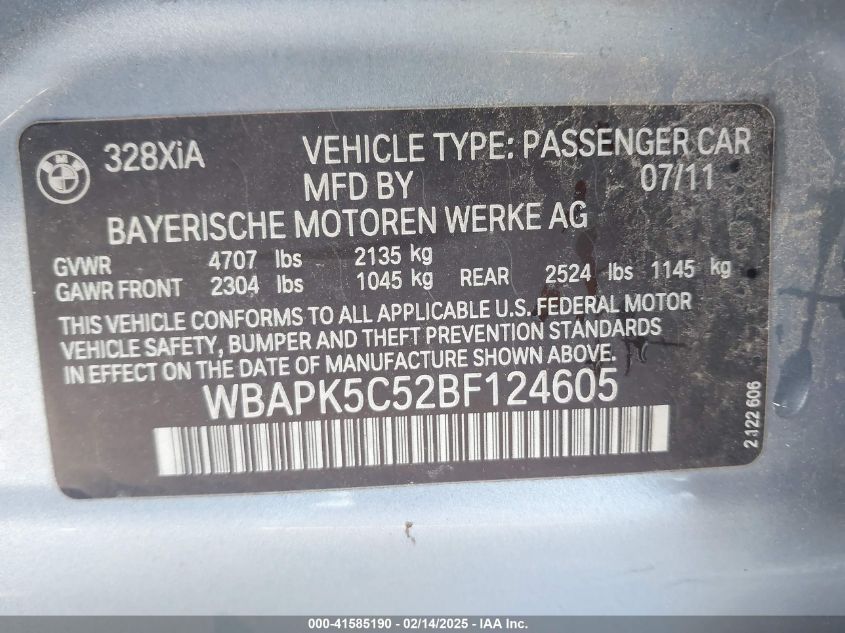 BMW
328XiA VEHICLE TYPE: PASSENGER CAR
MFD BY 07/11
BAYERISCHE MOTOREN WERKE AG
GVWR 4707 lbs 2135 kg
GAWR FRONT 2304 lbs 1045 kg REAR 2524 lbs 1145 kg
THIS VEHICLE CONFORMS TO ALL APPLICABLE U.S. FEDERAL MOTOR
VEHICLE SAFETY, BUMPER AND THEFT PREVENTION STANDARDS
IN EFFECT ON THE DATE OF MANUFACTURE SHOWN ABOVE.
WBAPK5C52BF124605
2 122 606
000-41585190 - 02/14/2025 - IAA Inc.